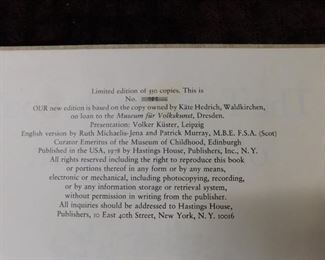 Limited edition of 350 copies. This is
No.
OUR new edition is based on the copy owned by Käte Hedrich, Waldkirchen,
on loan to the Museum für Volkskunst, Dresden.
Presentation: Volker Küster, Leipzig
English version by Ruth Michaelis-Jena and Patrick Murray, M.B.E. F.S.A. (Scot)
Curator Emeritus of the Museum of Childhood, Edinburgh
Published in the USA, 1978 by Hastings House, Publishers, Inc., N. Y.
All rights reserved including the right to reproduce this book
or portions thereof in any form or by any means,
electronic or mechanical, including photocopying, recording,
or by any information storage or retrieval system,
without permission in writing from the publisher.
All inquiries should be addressed to Hastings House,
Publishers, 10 East 40th Street, New York, N. Y. 10016